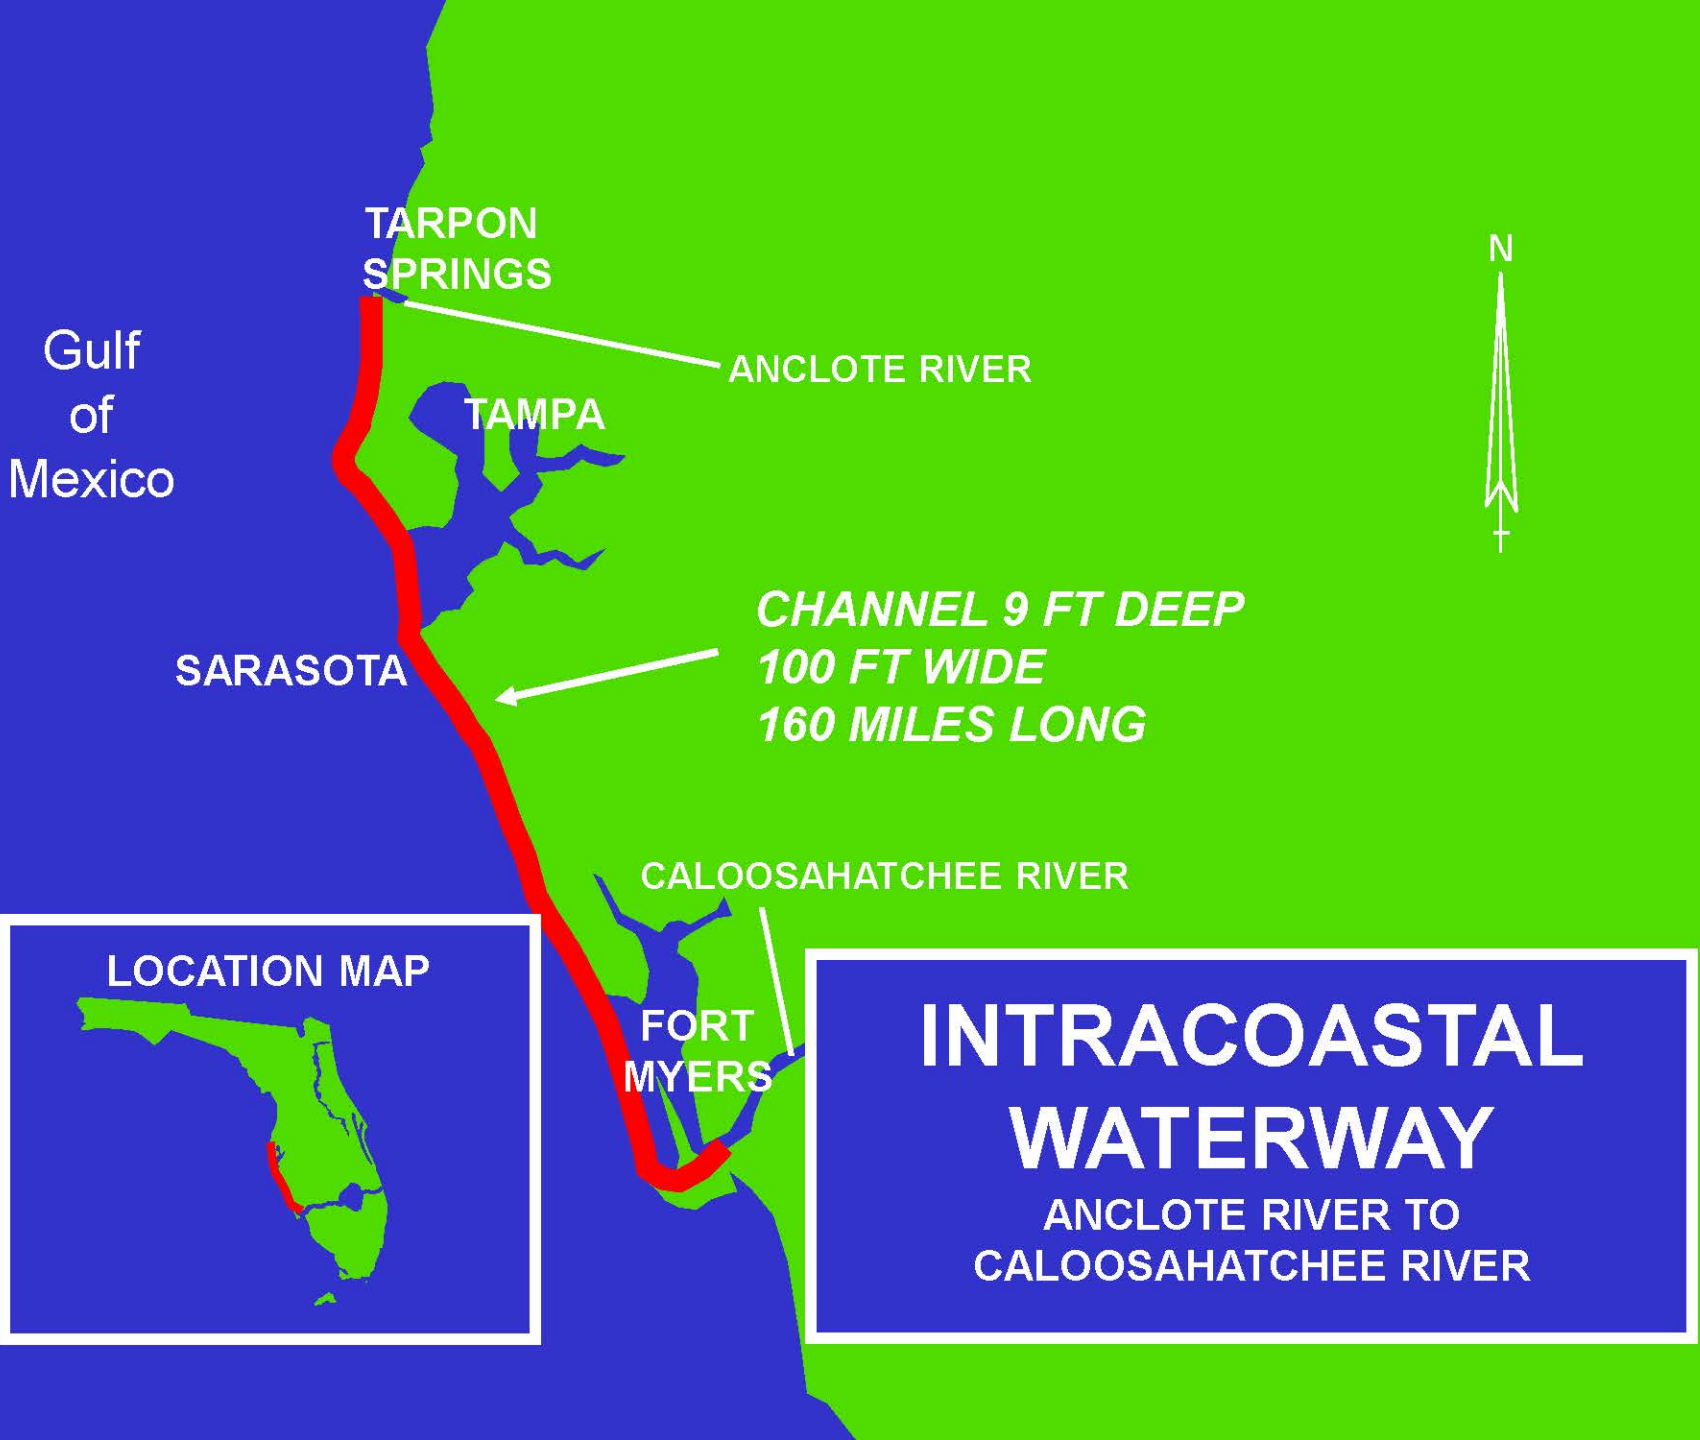 TARPON
SPRINGS
N
Gulf
of
Mexico
ANCLOTE RIVER
TAMPA
CHANNEL 9 FT DEEP
100 FT WIDE
160 MILES LONG
SARASOTA
CALOOSAHATCHEE RIVER
FORT
MYERS
LOCATION MAP
INTRACOASTAL
WATERWAY
ANCLOTE RIVER TO
CALOOSAHATCHEE RIVER